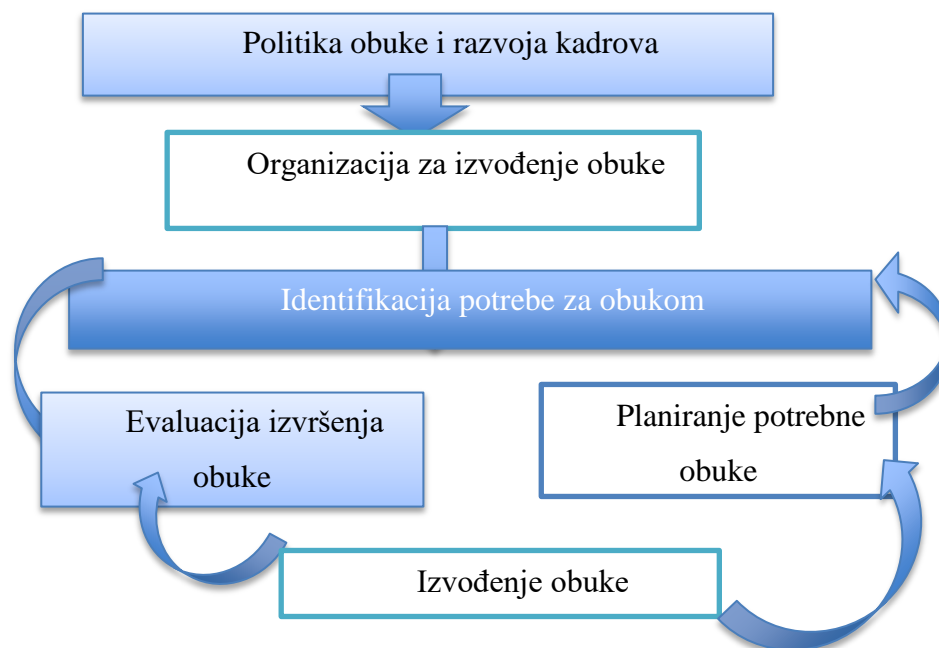 Politika obuke i razvoja kadrova
Organizacija za izvođenje obuke
Identifikacija potrebe za obukom
Evaluacija izvršenja
obuke
Planiranje potrebne
obuke
Izvođenje obuke